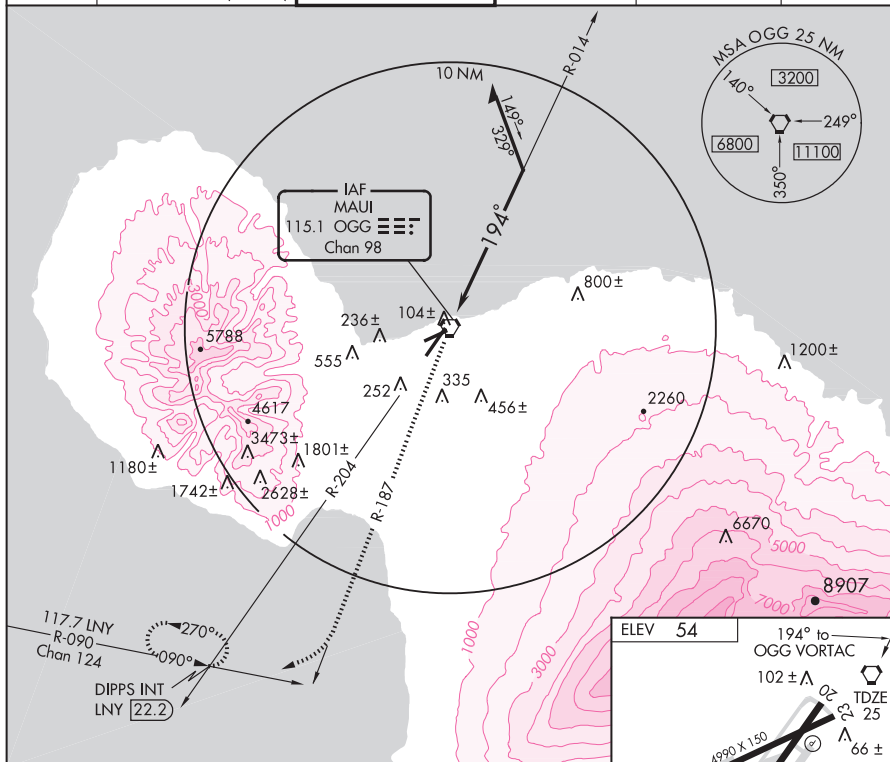 MSA OGG 25 NM
3200
140°
249°
6800
11100
350°
R-014
10 NM
149°
329°
194°
IAF
MAUI
115.1 OGG
Chan 98
800±
104±
236±
555
5788
3000
1200±
252
335
456±
2260
4617
3473±
1801±
1180±
1742±
2628±
1000
R-204
R-187
6670
5000
8907
7000
1000
3000
117.7 LNY
R-090
Chan 124
270°
090°
DIPPS INT
LNY 22.2
ELEV 54
194° to
OGG VORTAC
102 ±
TDZE
25
20
23
66 ±
4990 X 150